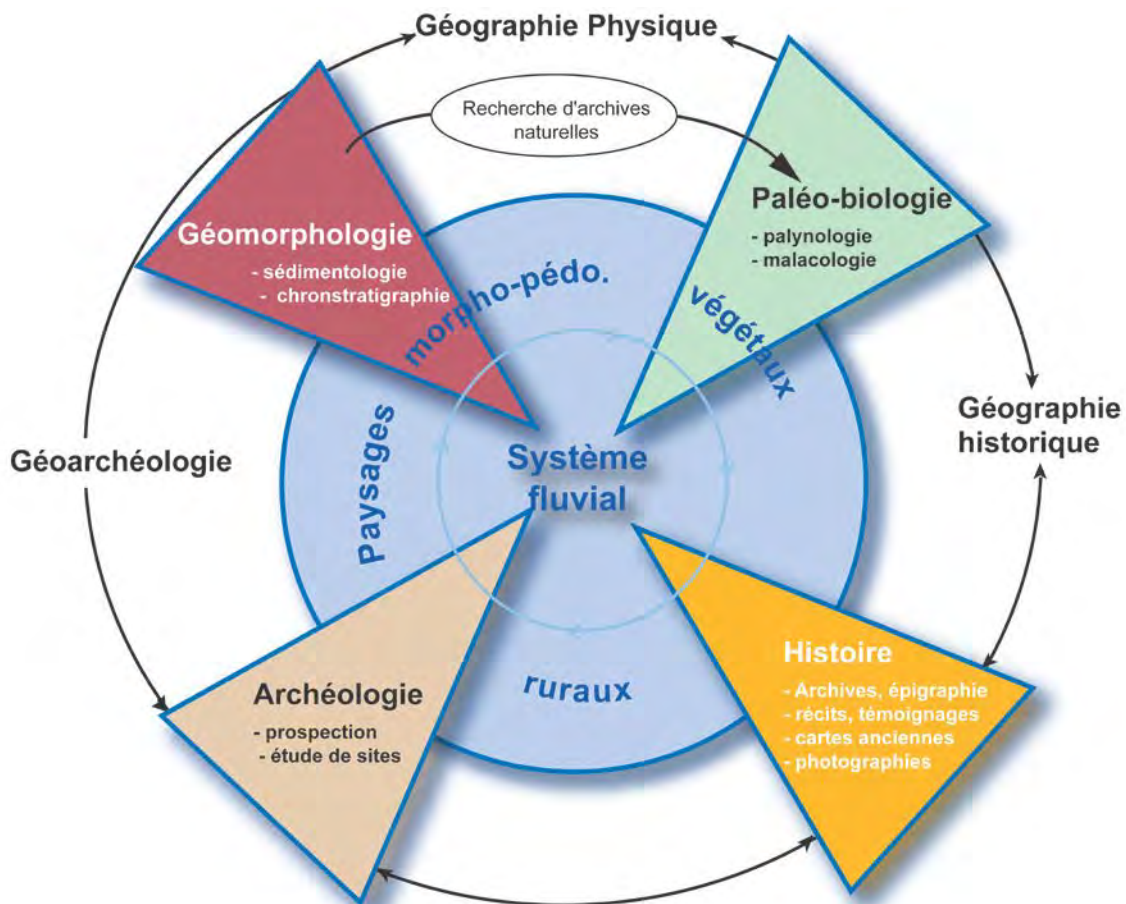 Géographie Physique
Recherche d'archives
naturelles
Géomorphologie
- sédimentologie
- chronstratigraphie
Paléo-biologie
- palynologie
- malacologie
morpho-pédo.
végétaux
Paysages
ruraux
Système
fluvial
Géoarchéologie
Géographie
historique
Archéologie
- prospection
- étude de sites
Histoire
- Archives, épigraphie
- récits, témoignages
- cartes anciennes
- photographies